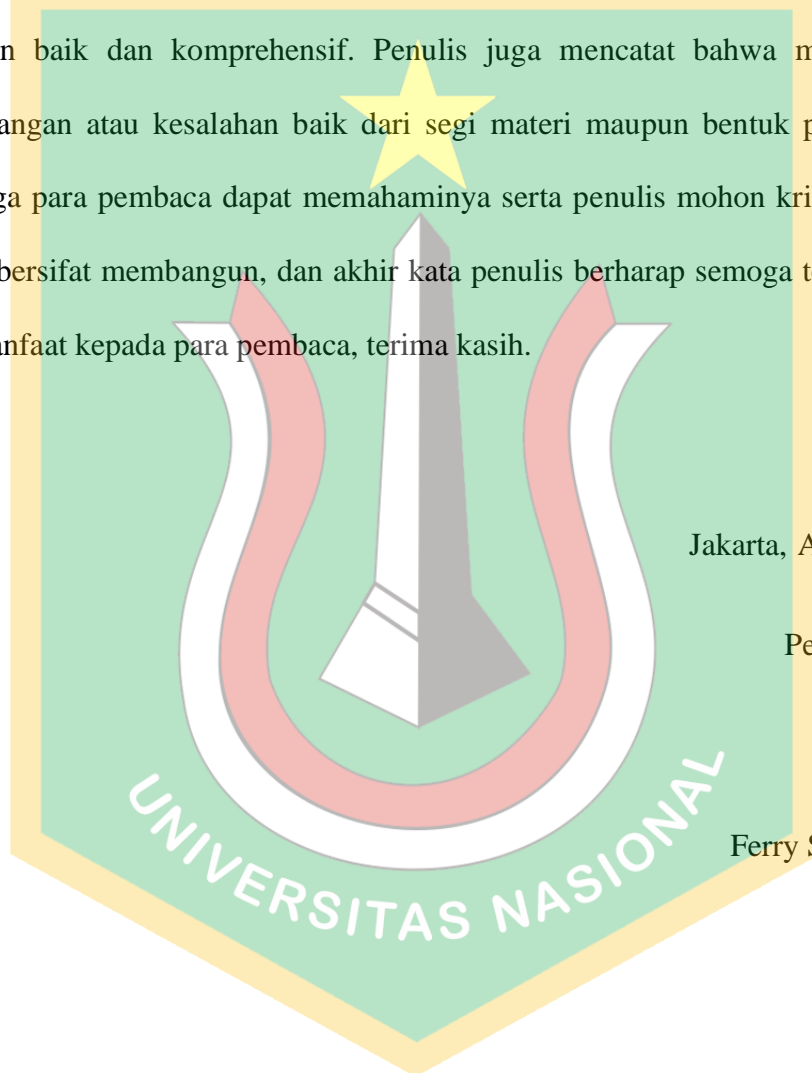 n baik dan komprehensif. Penulis juga mencatat bahwa m
angan atau kesalahan baik dari segi materi maupun bentuk p
ga para pembaca dapat memahaminya serta penulis mohon kri
bersifat membangun, dan akhir kata penulis berharap semoga t
anfaat kepada para pembaca, terima kasih.
Jakarta, A
Pe
Ferry S
UNIVERSITAS NASIONAL